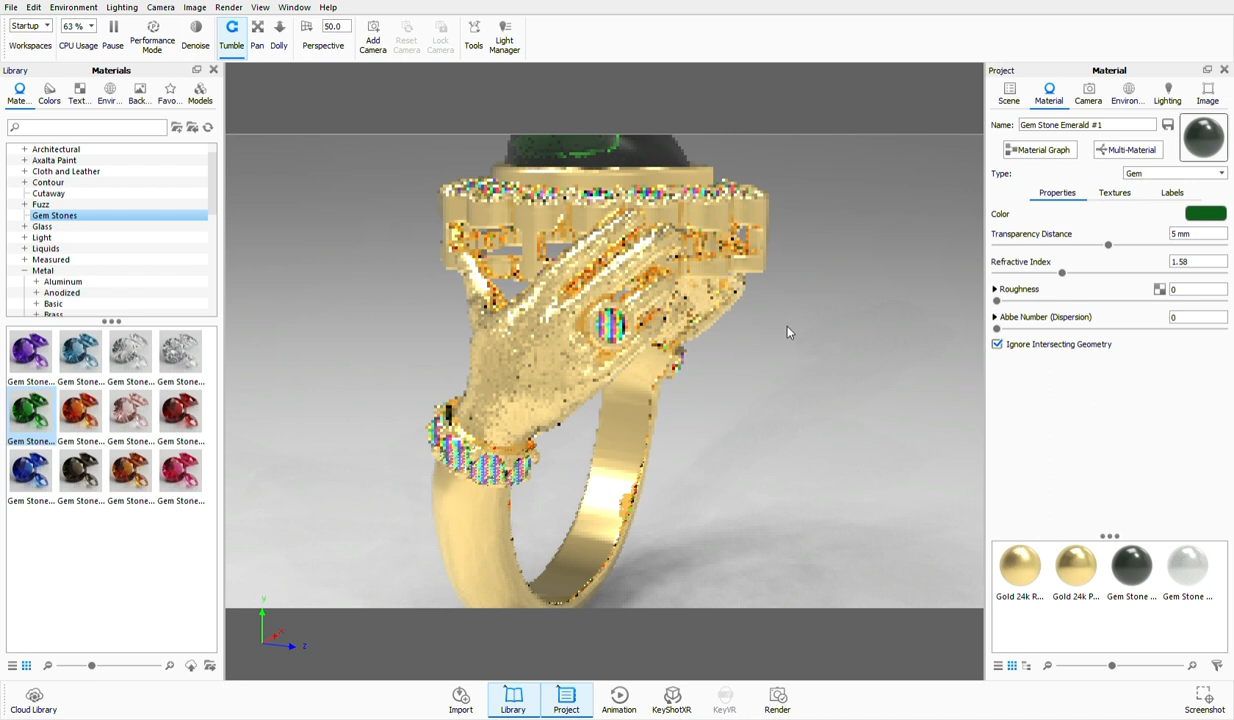 File Edit Environment Lighting Camera Image Render View Window Help
Startup
63 %
50.0
Workspaces CPU Usage Pause Performance Mode Denoise Tumble Pan Dolly Perspective Add Camera Reset Camera Lock Camera Tools Light Manager
Library Materials
Mate... Colors Text... Envir... Back... Favo... Models
Architectural
Axalta Paint
Cloth and Leather
Contour
Cutaway
Fuzz
Gem Stones
Glass
Light
Liquids
Measured
Metal
Aluminum
Anodized
Basic
Brass
Gem Stone... Gem Stone... Gem Stone... Gem Stone...
Gem Stone... Gem Stone... Gem Stone... Gem Stone...
Gem Stone... Gem Stone... Gem Stone... Gem Stone...
Y
X
Z
Project Material
Scene Material Camera Environ... Lighting Image
Name: Gem Stone Emerald #1
Material Graph Multi-Material
Type: Gem
Properties Textures Labels
Color
Transparency Distance 5 mm
Refractive Index 1.58
Roughness 0
Abbe Number (Dispersion) 0
Ignore Intersecting Geometry
Gold 24k R... Gold 24k P... Gem Stone ... Gem Stone ...
Cloud Library Import Library Project Animation KeyShotXR KeyVR Render Screenshot